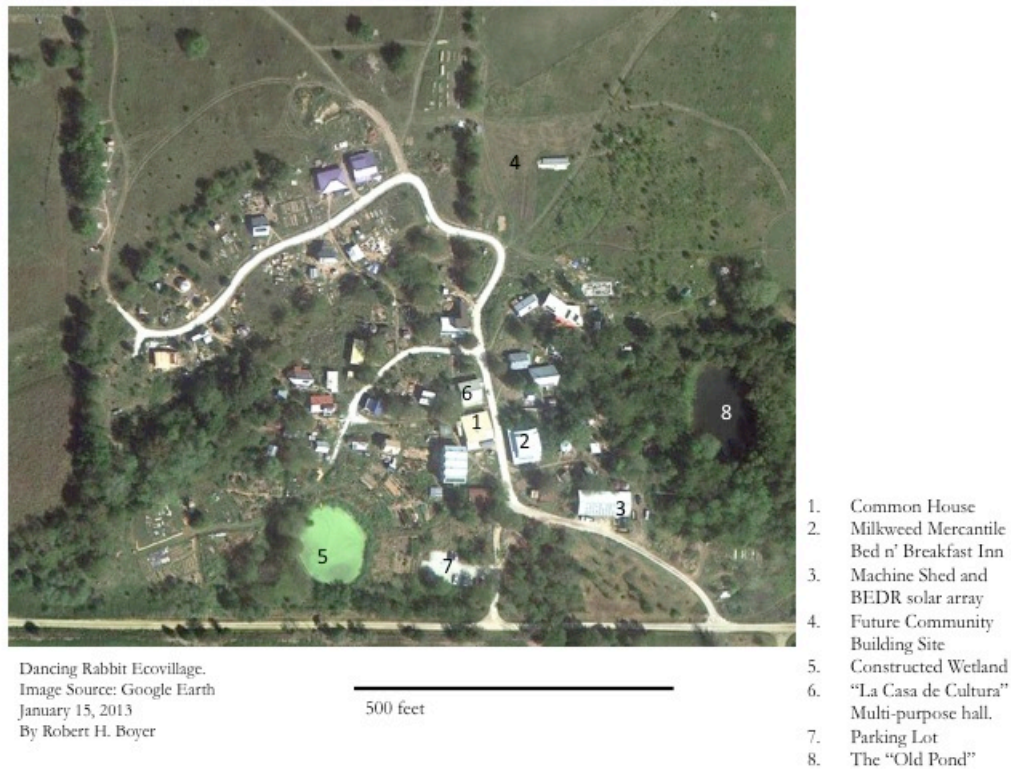 4
6
1
2
8
3
5
7
1. Common House
2. Milkweed Mercantile
Bed n' Breakfast Inn
3. Machine Shed and
BEDR solar array
4. Future Community
Building Site
5. Constructed Wetland
6. "La Casa de Cultura"
Multi-purpose hall.
7. Parking Lot
8. The "Old Pond"
Dancing Rabbit Ecovillage.
Image Source: Google Earth
January 15, 2013
By Robert H. Boyer
500 feet